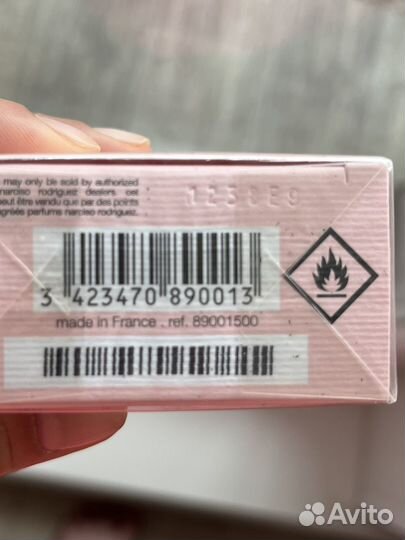 may only be sold by authorized
narciso rodriguez dealers. cet
peut être vendu que par des points
agréés parfums narciso rodriguez.
3 423470 890013
made in France . ref. 89001500
Avito